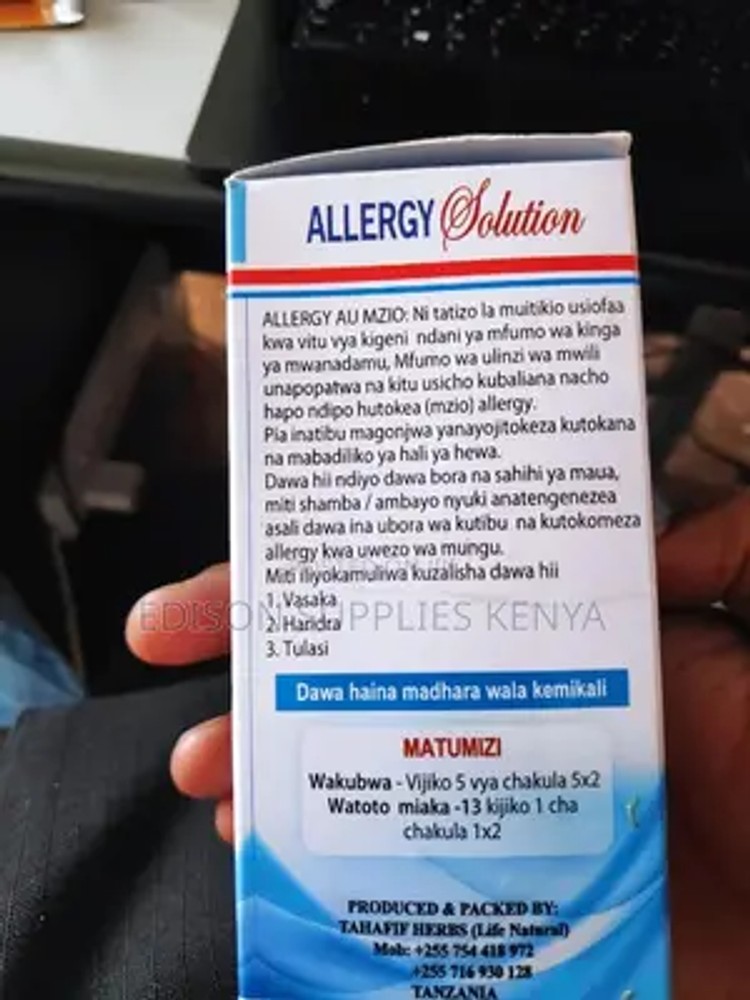 ALLERGY Solution
ALLERGY AU MZIO: Ni tatizo la muitikio usiofaa
kwa vitu vya kigeni ndani ya mfumo wa kinga
ya mwanadamu, Mfumo wa ulinzi wa mwili
unapopatwa na kitu usicho kubaliana nacho
hapo ndipo hutokea (mzio) allergy.
Pia inatibu magonjwa yanayojitokeza kutokana
na mabadiliko ya hali ya hewa.
Dawa hii ndiyo dawa bora na sahihi ya maua,
miti shamba / ambayo nyuki anatengenezea
asali dawa ina ubora wa kutibu na kutokomeza
allergy kwa uwezo wa mungu.
Miti iliyokamuliwa kuzalisha dawa hii
1. Vasaka
EDISON SUPPLIES KENYA
2. Haridra
3. Tulasi
Dawa haina madhara wala kemikali
MATUMIZI
Wakubwa - Vijiko 5 vya chakula 5x2
Watoto miaka -13 kijiko 1 cha
chakula 1x2
PRODUCED & PACKED BY:
TAHAFIF HERBS (Life Natural)
Mob: +255 754 418 972
+255 716 930 128
TANZANIA